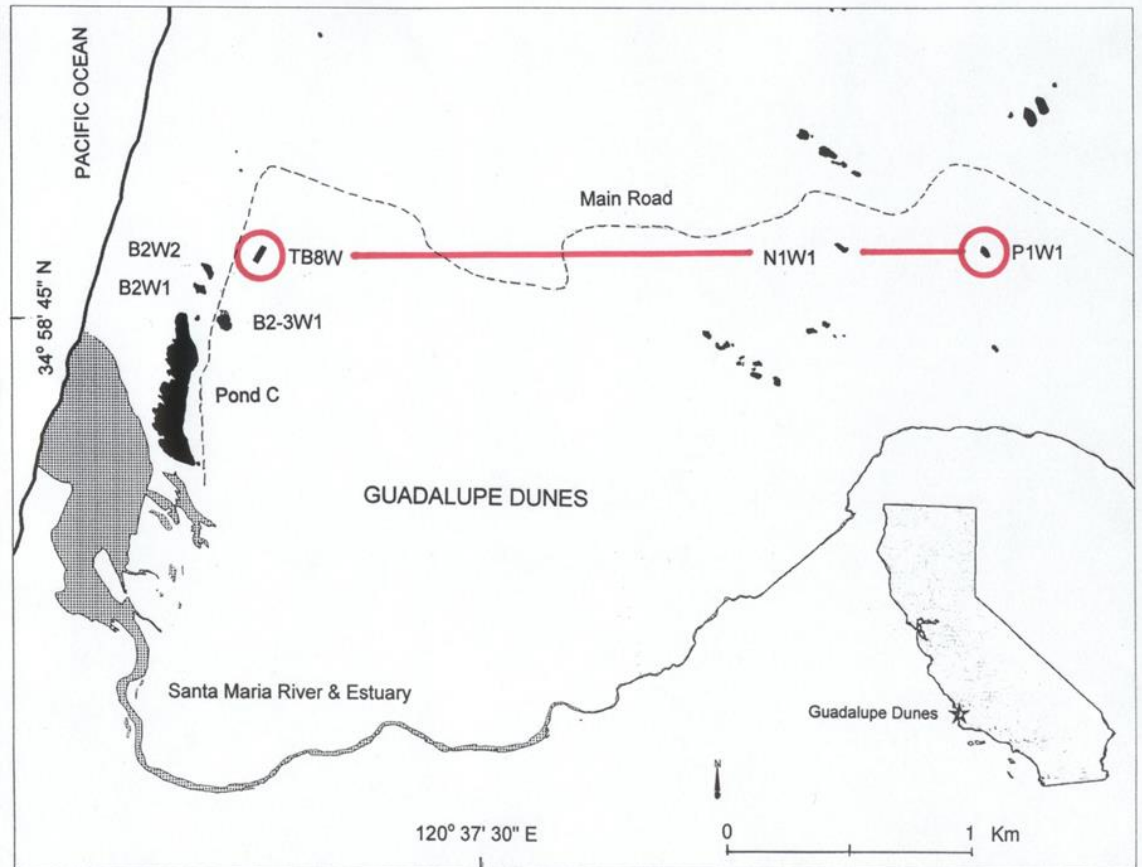 PACIFIC OCEAN
Main Road
B2W2
TB8W
N1W1
P1W1
B2W1
34° 58' 45" N
B2-3W1
Pond C
GUADALUPE DUNES
Santa Maria River & Estuary
Guadalupe Dunes
N
120° 37' 30" E
0
1 Km